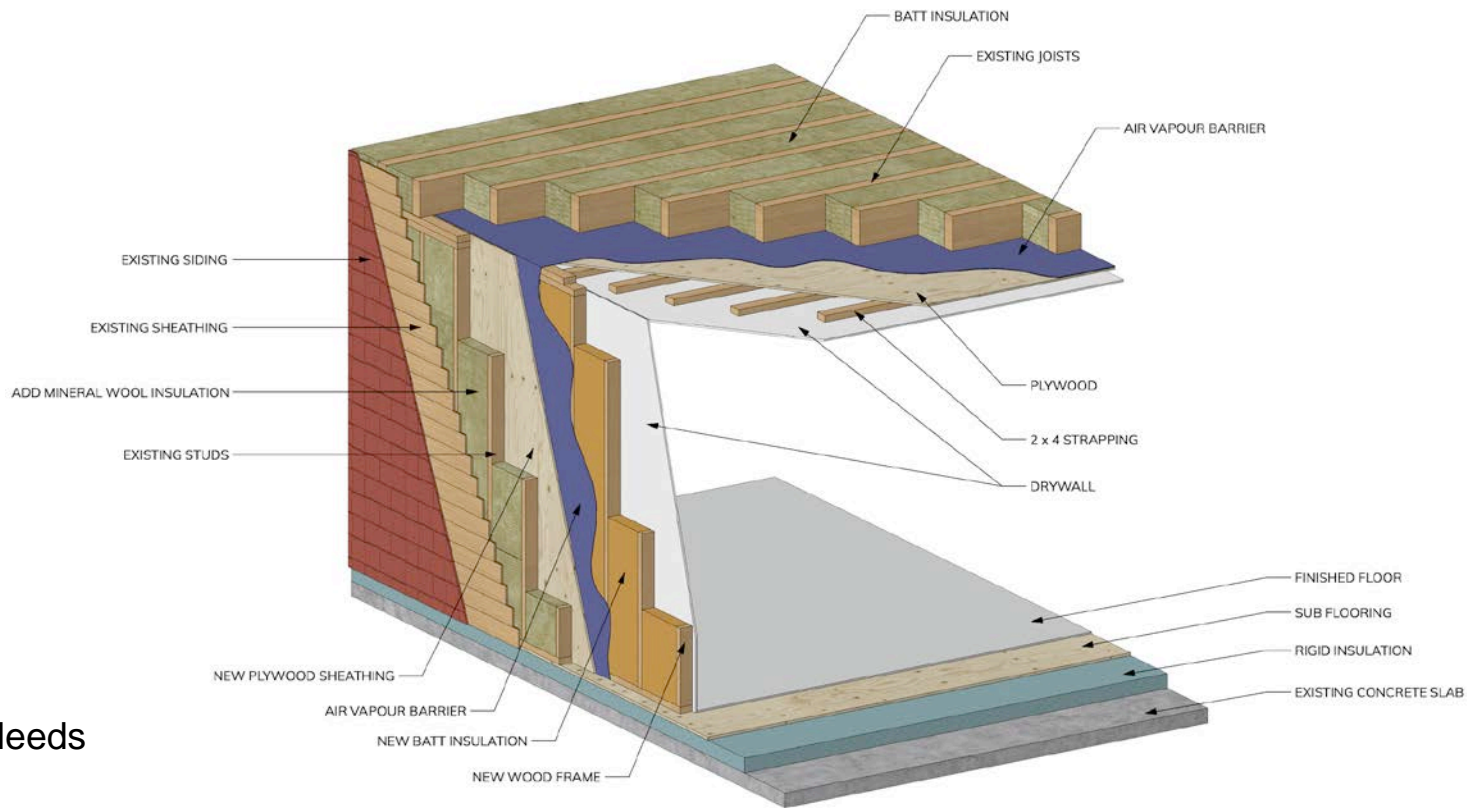 BATT INSULATION
EXISTING JOISTS
AIR VAPOUR BARRIER
EXISTING SIDING
EXISTING SHEATHING
ADD MINERAL WOOL INSULATION
EXISTING STUDS
PLYWOOD
2 x 4 STRAPPING
DRYWALL
FINISHED FLOOR
SUB FLOORING
RIGID INSULATION
EXISTING CONCRETE SLAB
NEW PLYWOOD SHEATHING
AIR VAPOUR BARRIER
NEW BATT INSULATION
NEW WOOD FRAME